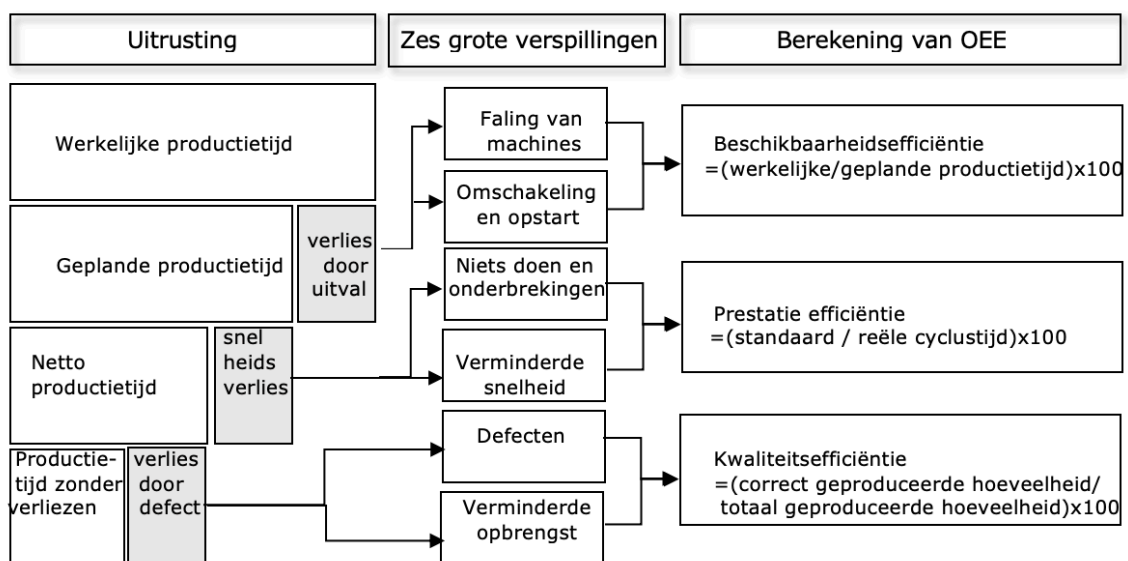 Uitrusting
Zes grote verspillingen
Berekening van OEE
Werkelijke productietijd
Geplande productietijd
verlies
door
uitval
Netto
productietijd
snel
heids
verlies
Productie-
tijd zonder
verliezen
verlies
door
defect
Faling van
machines
Omschakeling
en opstart
Niets doen en
onderbrekingen
Verminderde
snelheid
Defecten
Verminderde
opbrengst
Beschikbaarheidsefficiëntie
=(werkelijke/geplande productietijd)x100
Prestatie efficiëntie
=(standaard / reële cyclustijd)x100
Kwaliteitsefficiëntie
=(correct geproduceerde hoeveelheid/
totaal geproduceerde hoeveelheid)x100